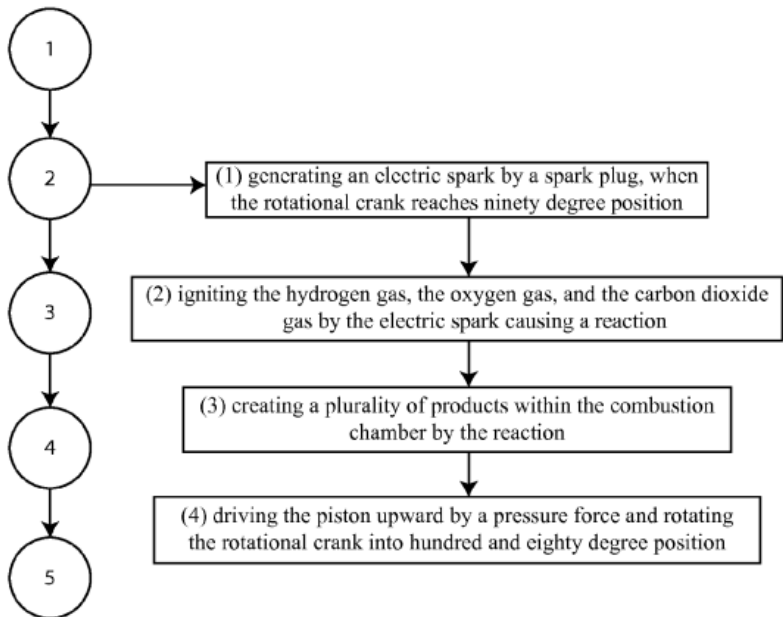 1
2
(1) generating an electric spark by a spark plug, when
the rotational crank reaches ninety degree position
3
(2) igniting the hydrogen gas, the oxygen gas, and the carbon dioxide
gas by the electric spark causing a reaction
(3) creating a plurality of products within the combustion
chamber by the reaction
4
(4) driving the piston upward by a pressure force and rotating
the rotational crank into hundred and eighty degree position
5